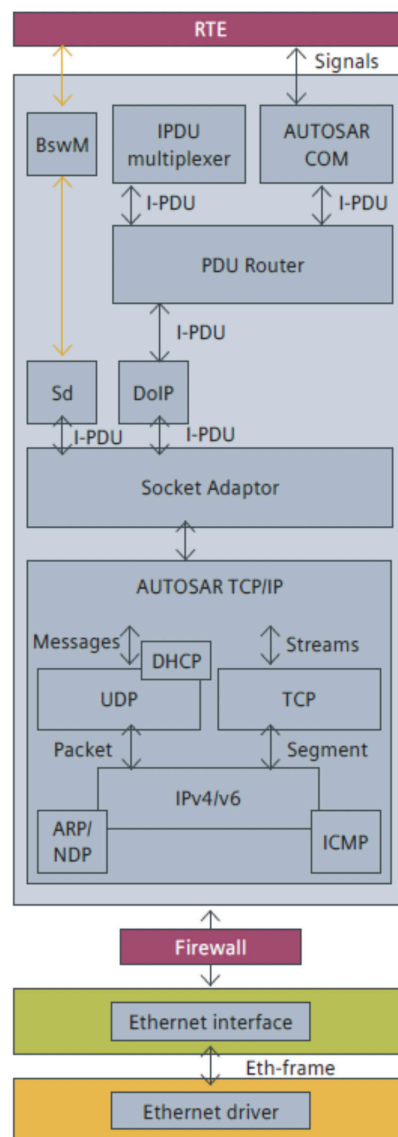 RTE
Signals
BswM
IPDU
multiplexer
AUTOSAR
COM
I-PDU
I-PDU
PDU Router
I-PDU
Sd
DoIP
I-PDU
I-PDU
Socket Adaptor
AUTOSAR TCP/IP
Messages
Streams
DHCP
UDP
TCP
Packet
Segment
IPv4/v6
ARP/
NDP
ICMP
Firewall
Ethernet interface
Eth-frame
Ethernet driver